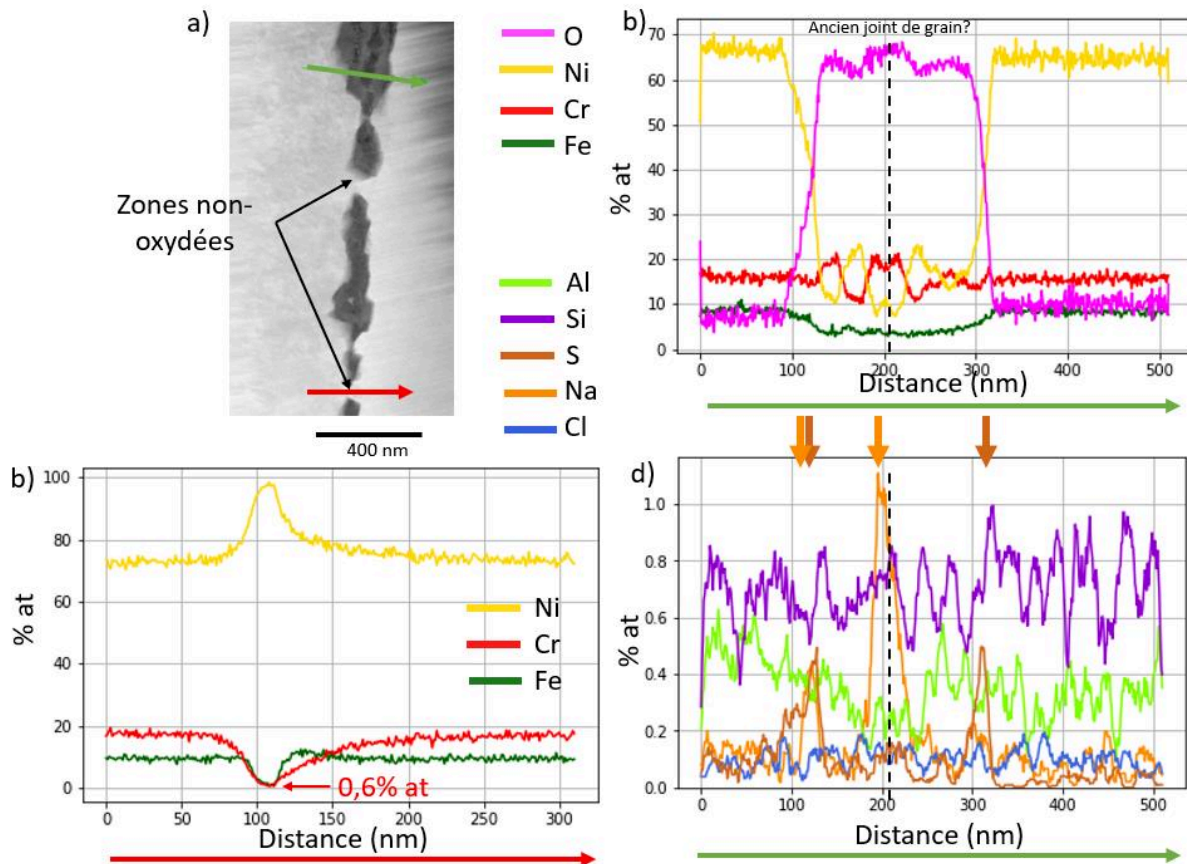 a)
Zones non-
oxydées
400 nm
O
Ni
Cr
Fe
Al
Si
S
Na
Cl
b)
Ancien joint de grain?
% at
70
60
50
40
30
20
10
0
0 100 200 300 400 500
Distance (nm)
b)
% at
100
80
60
40
20
0
Ni
Cr
Fe
0,6% at
0 50 100 150 200 250 300
Distance (nm)
d)
% at
1.0
0.8
0.6
0.4
0.2
0.0
0 100 200 300 400 500
Distance (nm)